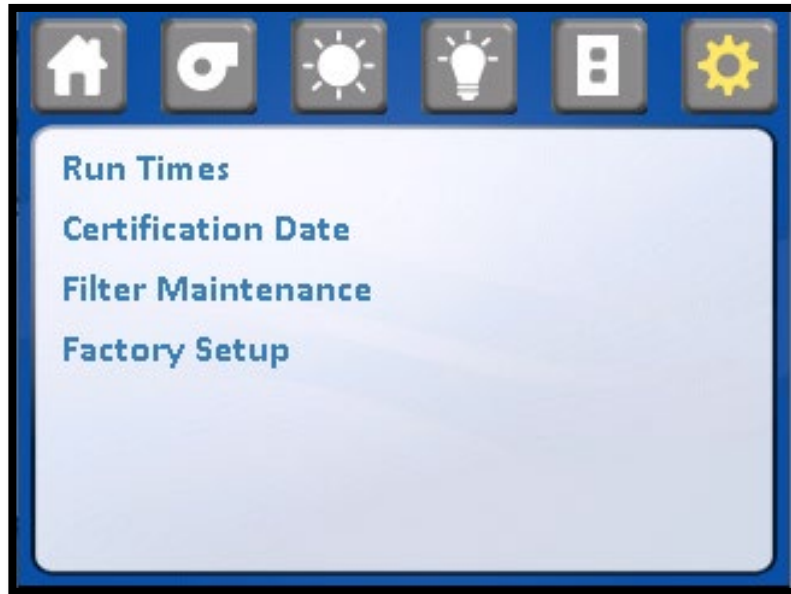 Run Times
Certification Date
Filter Maintenance
Factory Setup